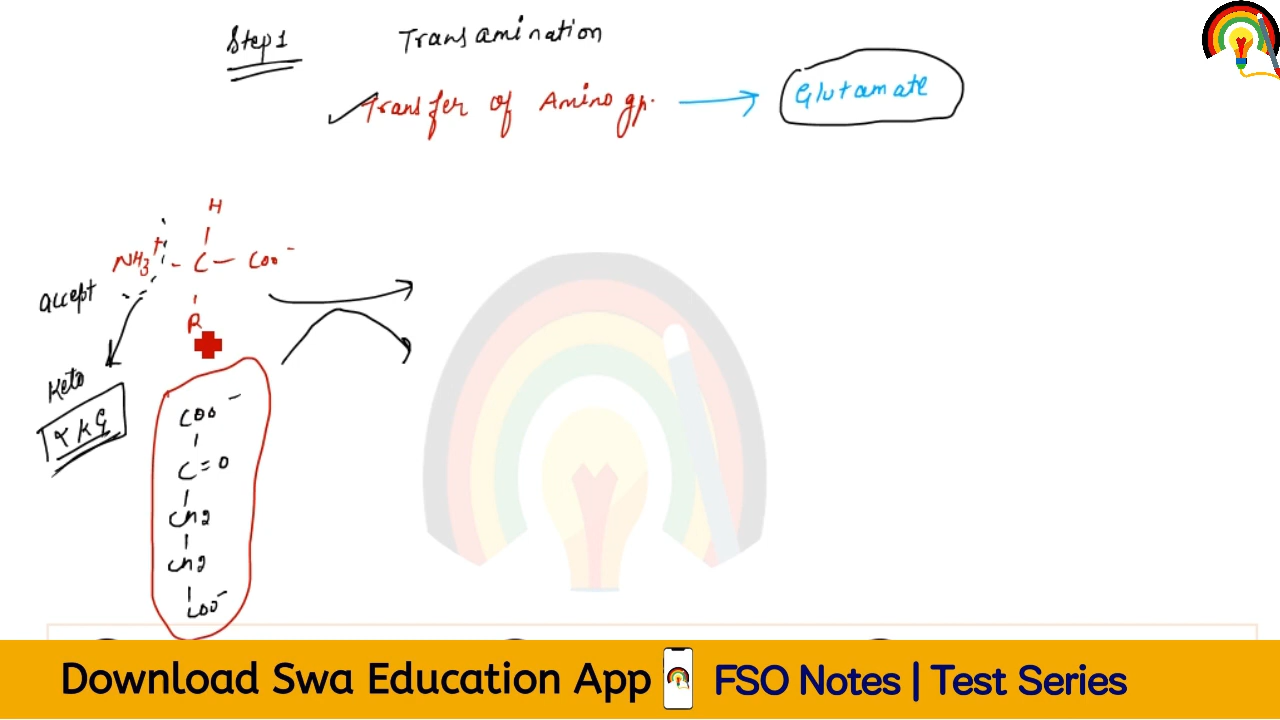 Step 1 Transamination
Transfer of Amino gp. → Glutamate
H
|
NH3+ - C - COO-
|
R
accept
Keto
αKG
COO-
|
C=O
|
CH2
|
CH2
|
COO-
Download Swa Education App FSO Notes | Test Series